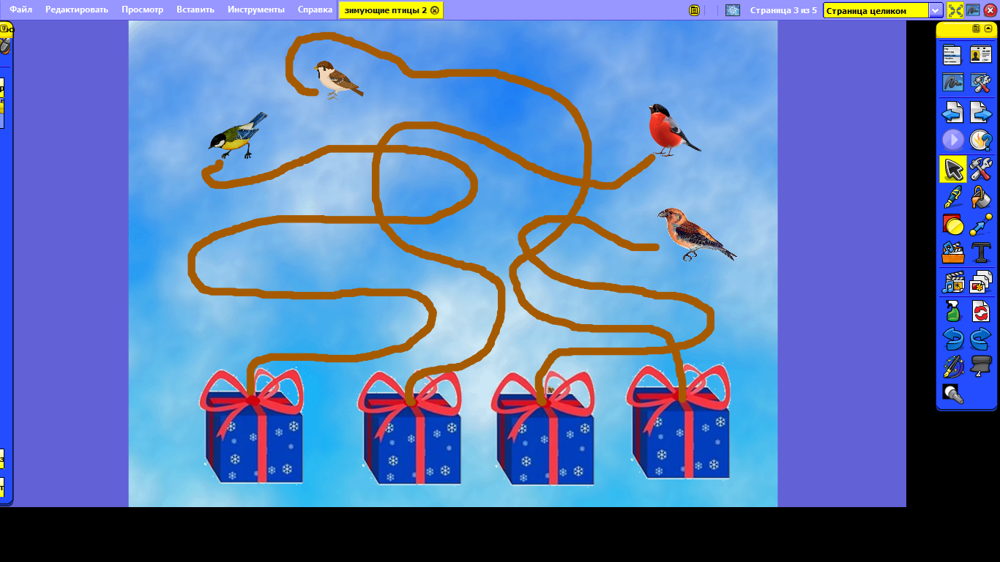 Файл Редактировать Просмотр Вставить Инструменты Справка зимующие птицы 2 Страница 3 из 5 Страница целиком